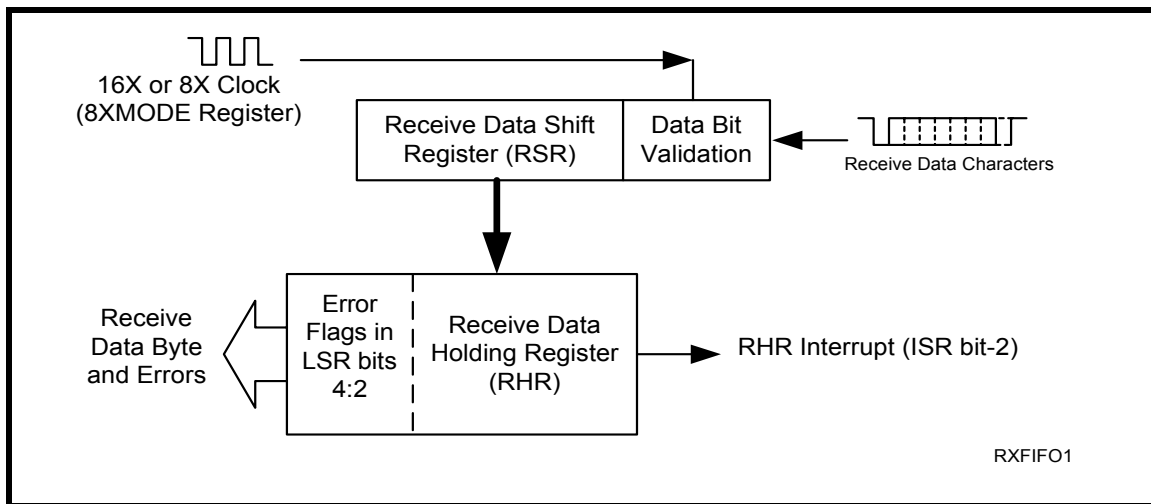 16X or 8X Clock
(8XMODE Register)
Receive Data Shift
Register (RSR)
Data Bit
Validation
Receive Data Characters
Receive
Data Byte
and Errors
Error
Flags in
LSR bits
4:2
Receive Data
Holding Register
(RHR)
RHR Interrupt (ISR bit-2)
RXFIFO1